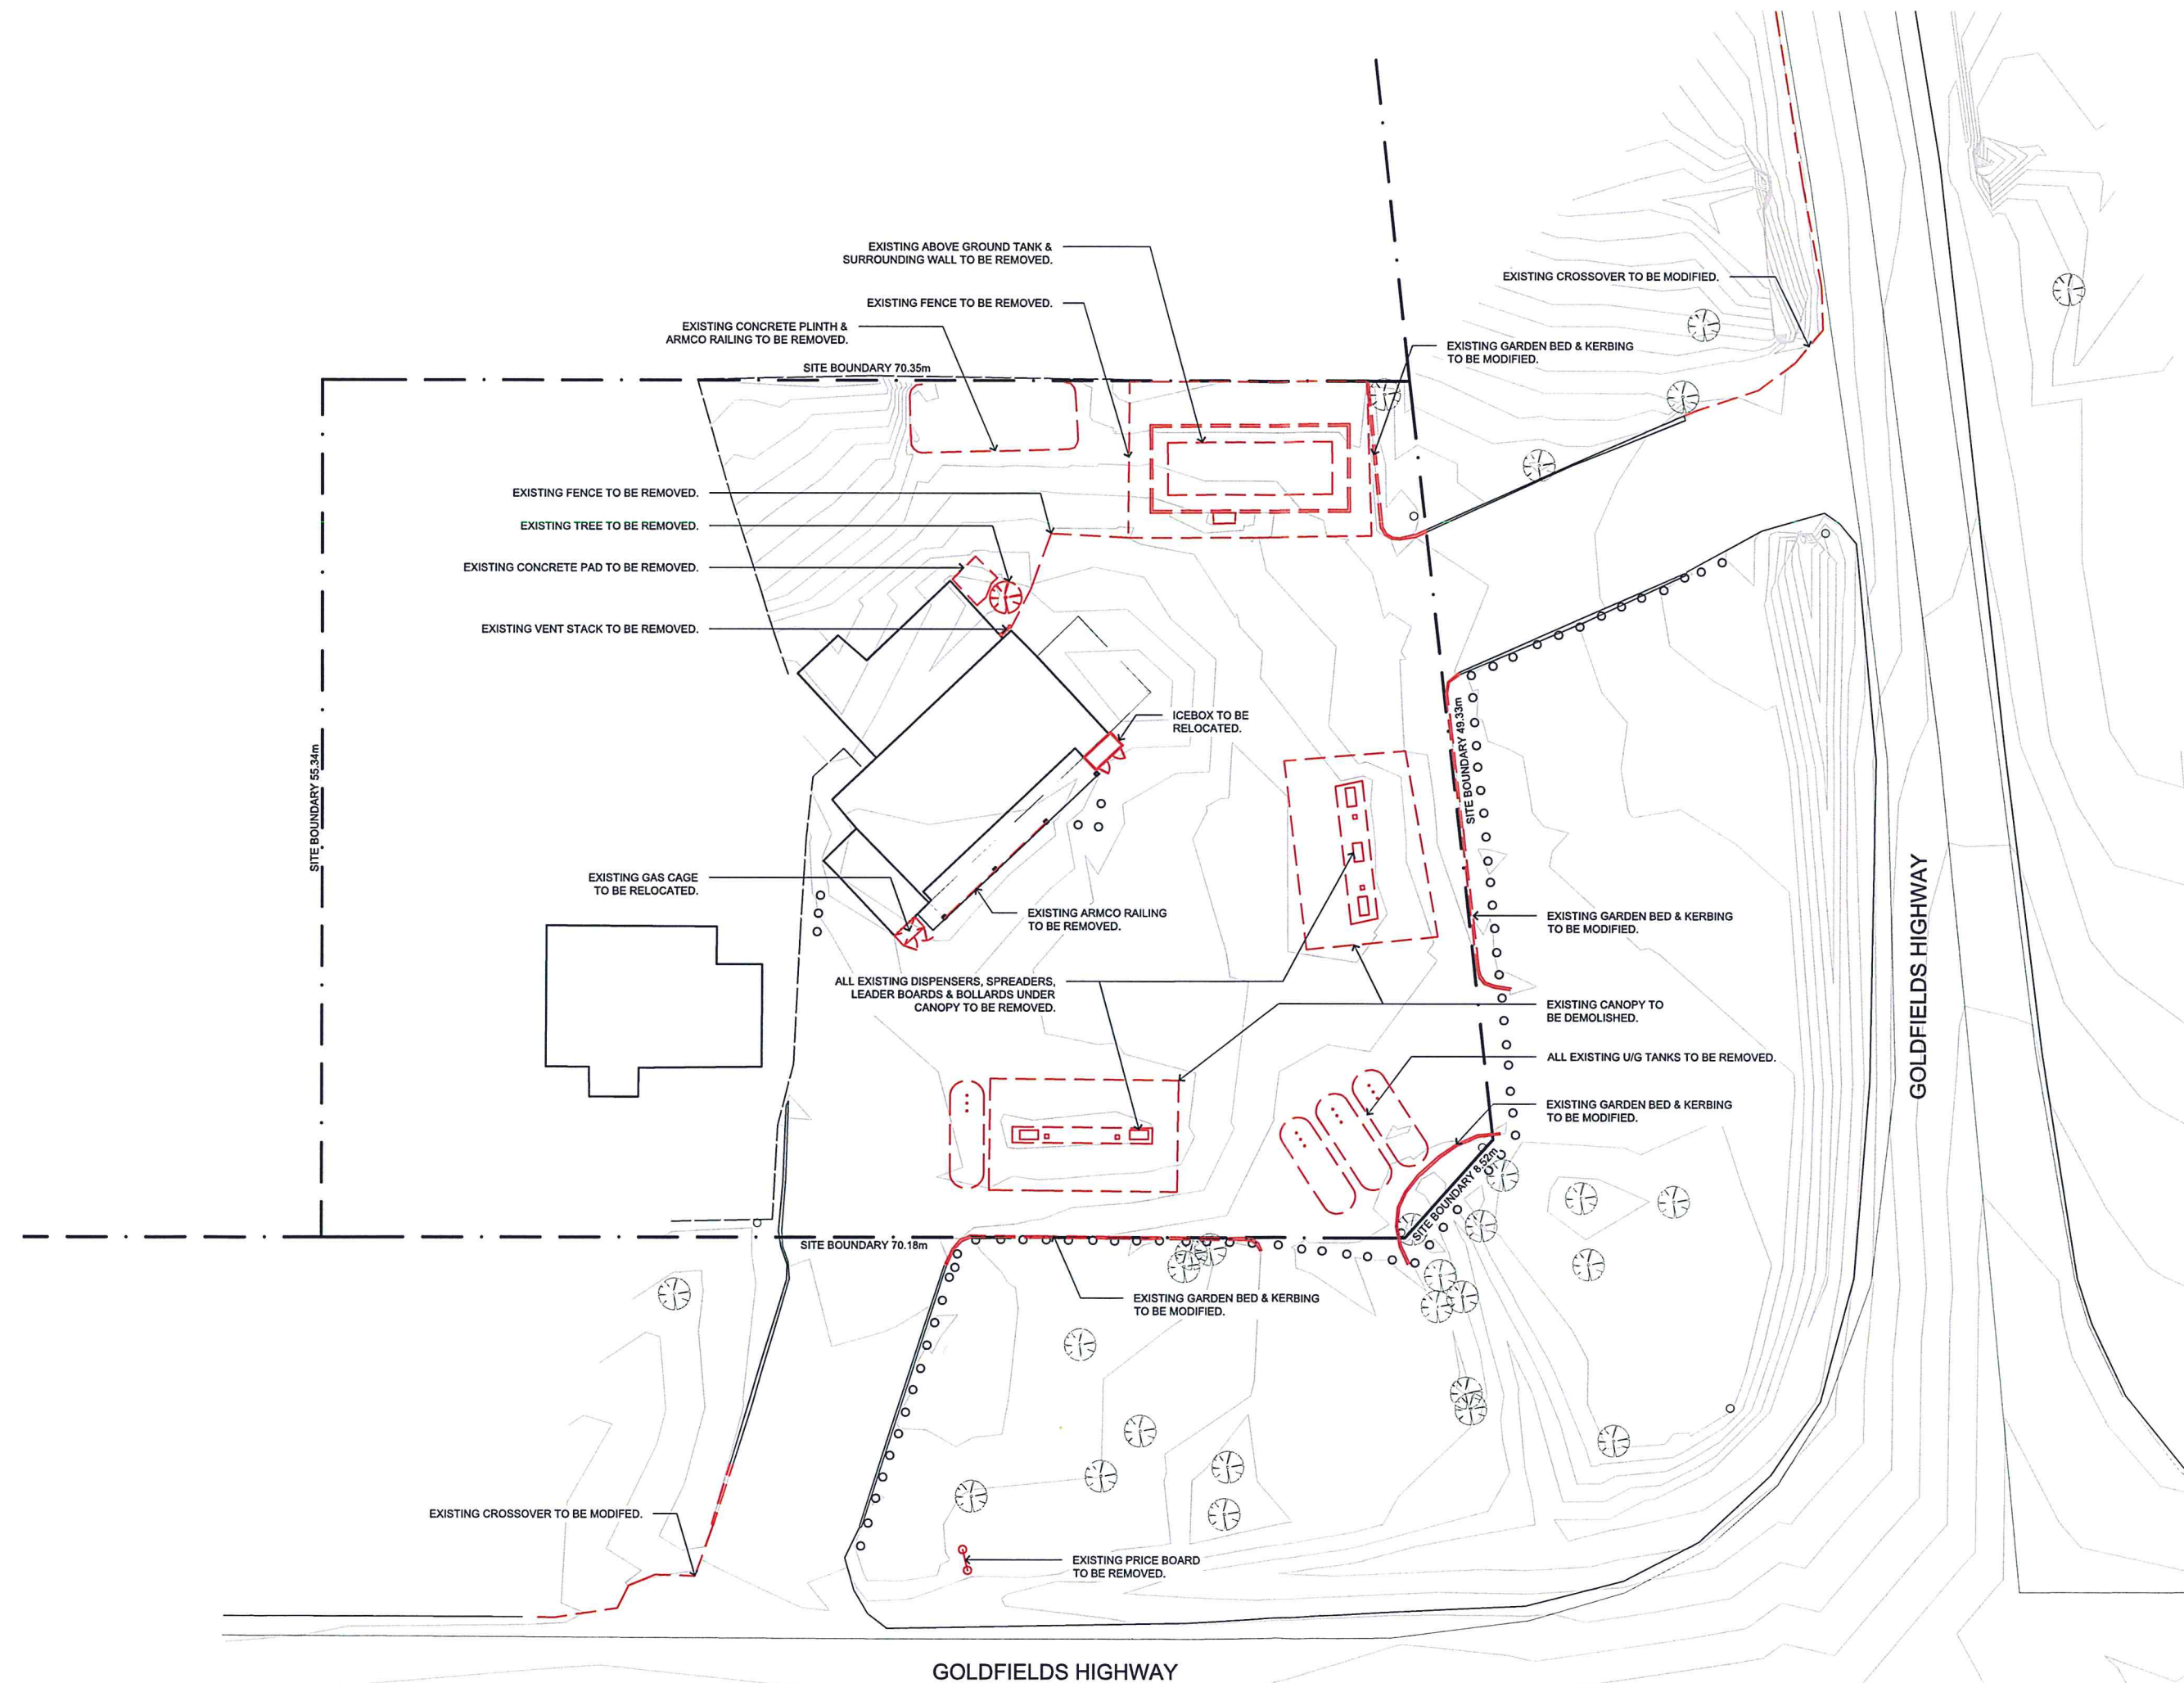 EXISTING ABOVE GROUND TANK &
SURROUNDING WALL TO BE REMOVED.
EXISTING CROSSOVER TO BE MODIFIED.
EXISTING FENCE TO BE REMOVED.
EXISTING CONCRETE PLINTH &
ARMCO RAILING TO BE REMOVED.
EXISTING GARDEN BED & KERBING
TO BE MODIFIED.
SITE BOUNDARY 70.35m
EXISTING FENCE TO BE REMOVED.
EXISTING TREE TO BE REMOVED.
EXISTING CONCRETE PAD TO BE REMOVED.
EXISTING VENT STACK TO BE REMOVED.
ICEBOX TO BE
RELOCATED.
SITE BOUNDARY 49.33m
SITE BOUNDARY 55.34m
EXISTING GAS CAGE
TO BE RELOCATED.
EXISTING ARMCO RAILING
TO BE REMOVED.
EXISTING GARDEN BED & KERBING
TO BE MODIFIED.
GOLDFIELDS HIGHWAY
ALL EXISTING DISPENSERS, SPREADERS,
LEADER BOARDS & BOLLARDS UNDER
CANOPY TO BE REMOVED.
EXISTING CANOPY TO
BE DEMOLISHED.
ALL EXISTING U/G TANKS TO BE REMOVED.
EXISTING GARDEN BED & KERBING
TO BE MODIFIED.
SITE BOUNDARY 8.52m
SITE BOUNDARY 70.18m
EXISTING GARDEN BED & KERBING
TO BE MODIFIED.
EXISTING CROSSOVER TO BE MODIFED.
EXISTING PRICE BOARD
TO BE REMOVED.
GOLDFIELDS HIGHWAY